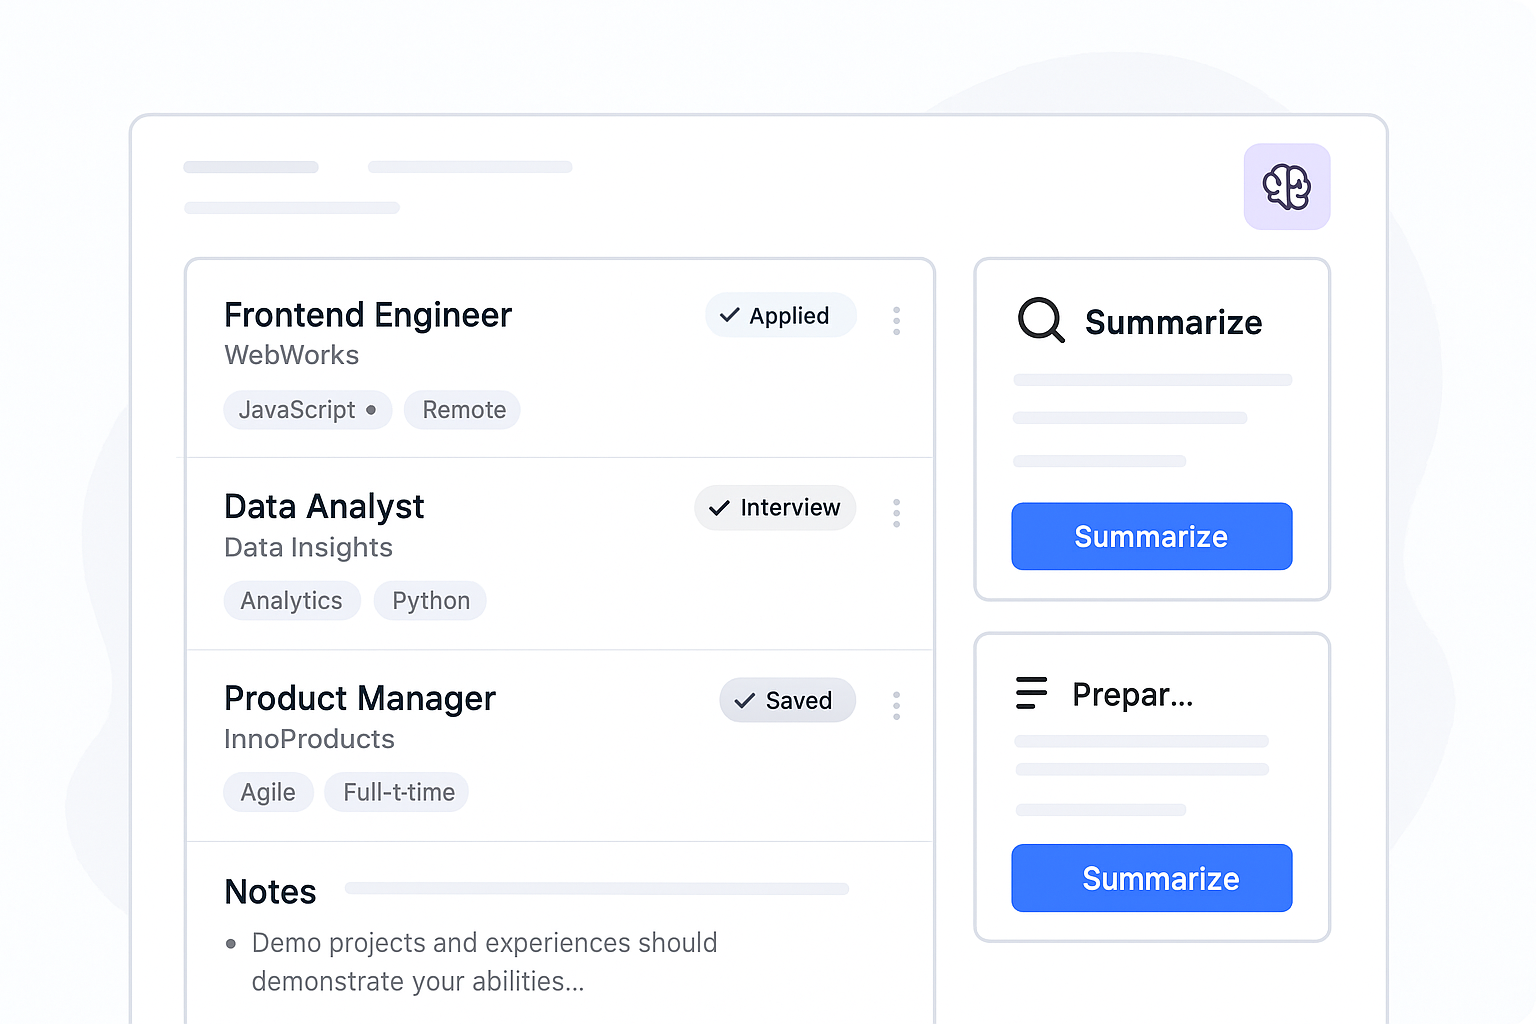 Frontend Engineer
Applied
WebWorks
JavaScript •
Remote
Data Analyst
Interview
Data Insights
Analytics
Python
Product Manager
Saved
InnoProducts
Agile
Full-t-time
Notes
• Demo projects and experiences should
demonstrate your abilities...
Summarize
Summarize
Prepar...
Summarize